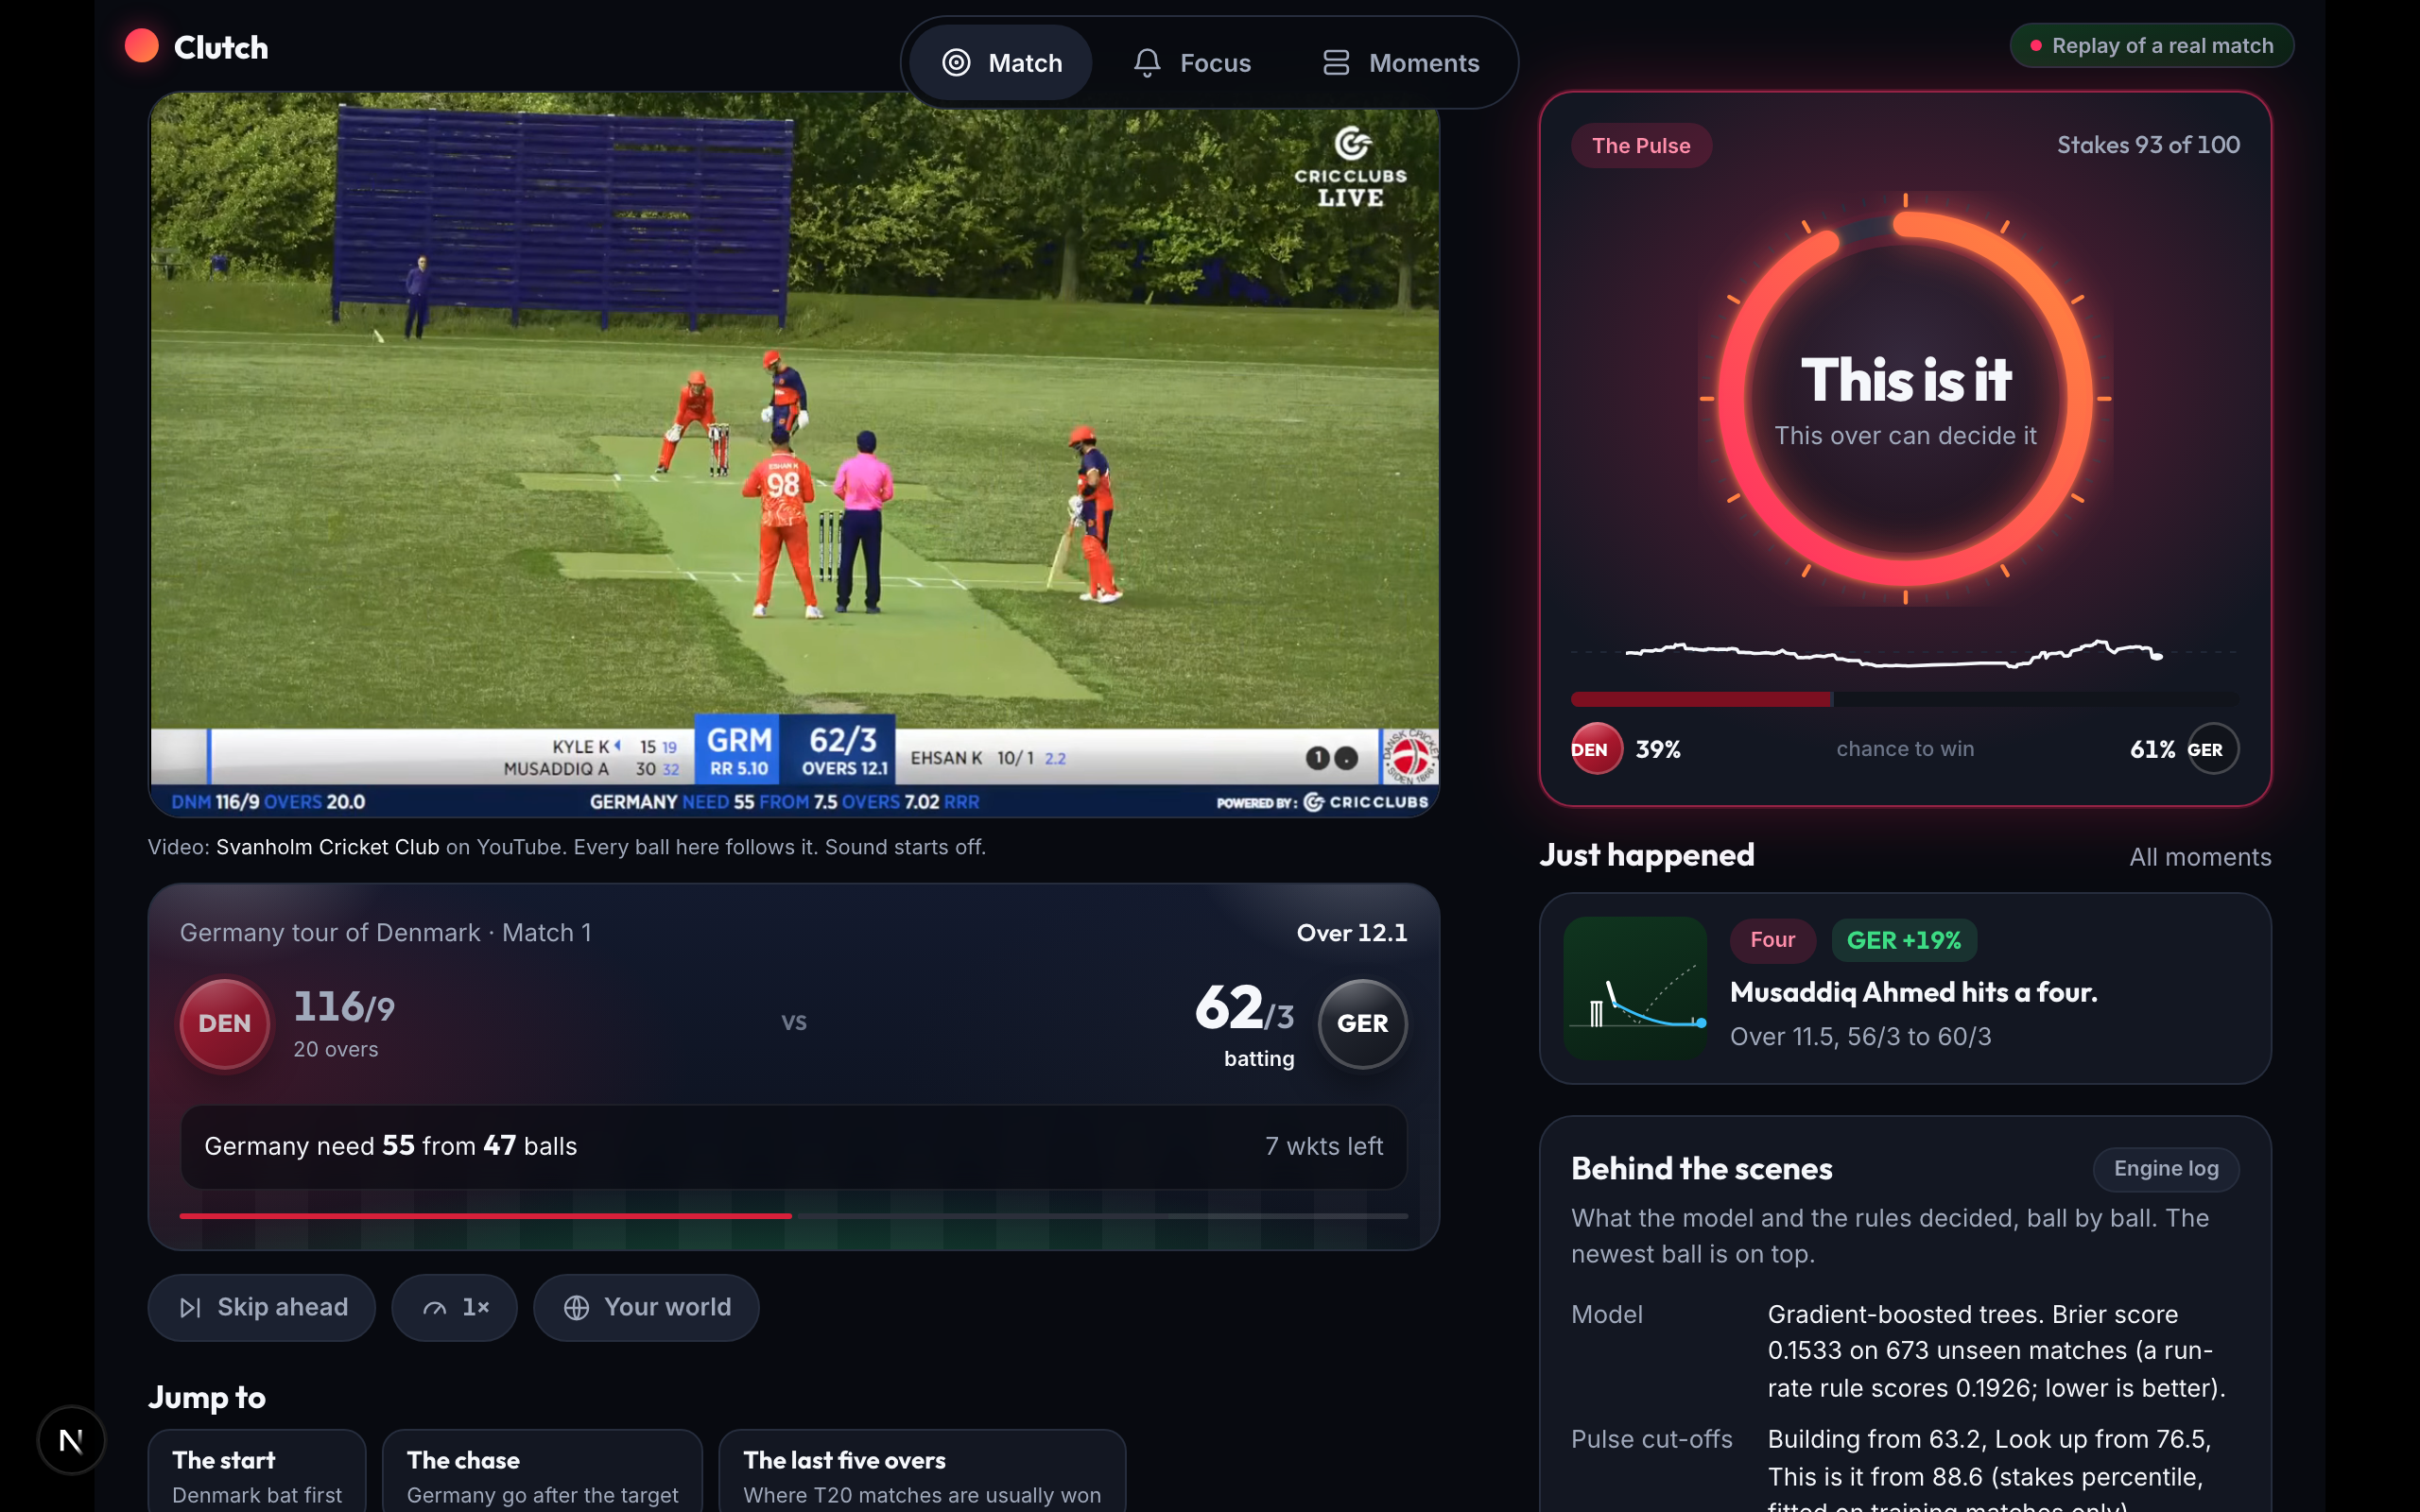 Clutch
Match
Focus
Moments
Replay of a real match
CRICCLUBS
LIVE
ESHAN K
98
KYLE K 15 19
MUSADDIQ A 30 32
GRM
RR 5.10
62/3
OVERS 12.1
EHSAN K 10/1 2.2
1 .
DNM 116/9 OVERS 20.0
GERMANY NEED 55 FROM 7.5 OVERS 7.02 RRR
POWERED BY: CRICCLUBS
Video: Svanholm Cricket Club on YouTube. Every ball here follows it. Sound starts off.
Germany tour of Denmark · Match 1
Over 12.1
DEN
116/9
20 overs
VS
62/3
batting
GER
Germany need 55 from 47 balls
7 wkts left
Skip ahead
1×
Your world
Jump to
The start
Denmark bat first
The chase
Germany go after the target
The last five overs
Where T20 matches are usually won
The Pulse
Stakes 93 of 100
This is it
This over can decide it
DEN 39%
chance to win
61% GER
Just happened
All moments
Four
GER +19%
Musaddiq Ahmed hits a four.
Over 11.5, 56/3 to 60/3
Behind the scenes
Engine log
What the model and the rules decided, ball by ball. The
newest ball is on top.
Model
Gradient-boosted trees. Brier score
0.1533 on 673 unseen matches (a run-
rate rule scores 0.1926; lower is better).
Pulse cut-offs
Building from 63.2, Look up from 76.5,
This is it from 88.6 (stakes percentile,
fitted on training matches only)
N